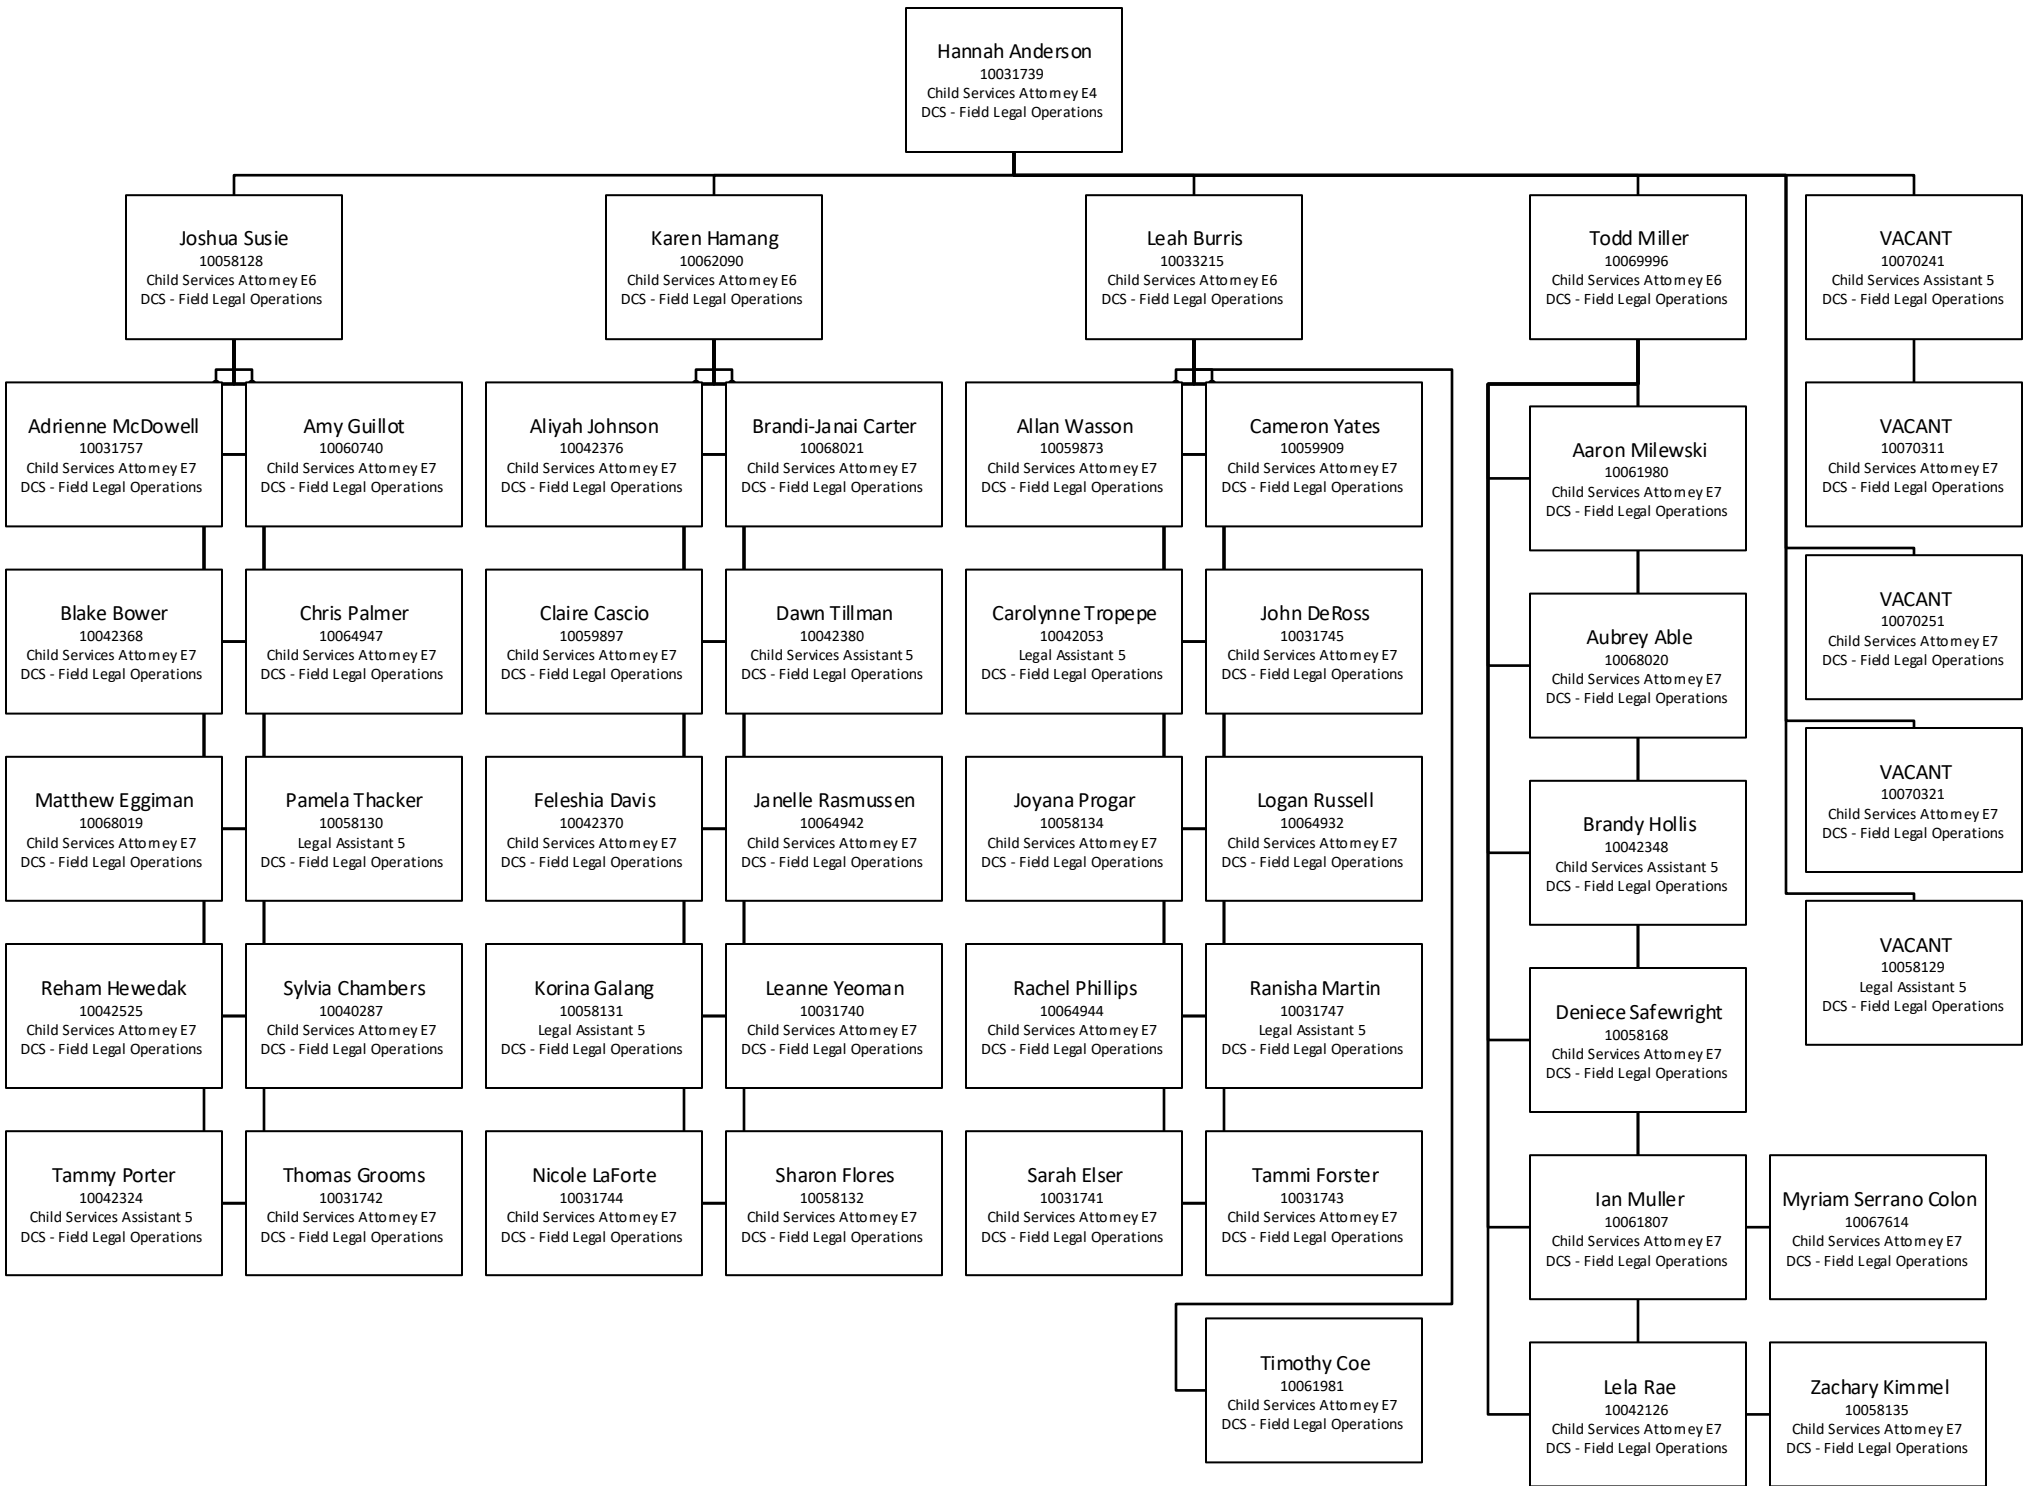 Hannah Anderson
10031739
Child Services Attorney E4
DCS - Field Legal Operations
Joshua Susie
10058128
Child Services Attorney E6
DCS - Field Legal Operations
Karen Hamang
10062090
Child Services Attorney E6
DCS - Field Legal Operations
Leah Burris
10033215
Child Services Attorney E6
DCS - Field Legal Operations
Todd Miller
10069996
Child Services Attorney E6
DCS - Field Legal Operations
VACANT
10070241
Child Services Assistant 5
DCS - Field Legal Operations
Adrienne McDowell
10031757
Child Services Attorney E7
DCS - Field Legal Operations
Amy Guillot
10060740
Child Services Attorney E7
DCS - Field Legal Operations
Aliyah Johnson
10042376
Child Services Attorney E7
DCS - Field Legal Operations
Brandi-Janai Carter
10068021
Child Services Attorney E7
DCS - Field Legal Operations
Allan Wasson
10059873
Child Services Attorney E7
DCS - Field Legal Operations
Cameron Yates
10059909
Child Services Attorney E7
DCS - Field Legal Operations
Aaron Milewski
10061980
Child Services Attorney E7
DCS - Field Legal Operations
VACANT
10070311
Child Services Attorney E7
DCS - Field Legal Operations
Blake Bower
10042368
Child Services Attorney E7
DCS - Field Legal Operations
Chris Palmer
10064947
Child Services Attorney E7
DCS - Field Legal Operations
Claire Cascio
10059897
Child Services Attorney E7
DCS - Field Legal Operations
Dawn Tillman
10042380
Child Services Assistant 5
DCS - Field Legal Operations
Carolynne Tropepe
10042053
Legal Assistant 5
DCS - Field Legal Operations
John DeRoss
10031745
Child Services Attorney E7
DCS - Field Legal Operations
Aubrey Able
10068020
Child Services Attorney E7
DCS - Field Legal Operations
VACANT
10070251
Child Services Attorney E7
DCS - Field Legal Operations
Matthew Eggiman
10068019
Child Services Attorney E7
DCS - Field Legal Operations
Pamela Thacker
10058130
Legal Assistant 5
DCS - Field Legal Operations
Feleshia Davis
10042370
Child Services Attorney E7
DCS - Field Legal Operations
Janelle Rasmussen
10064942
Child Services Attorney E7
DCS - Field Legal Operations
Joyana Progar
10058134
Child Services Attorney E7
DCS - Field Legal Operations
Logan Russell
10064932
Child Services Attorney E7
DCS - Field Legal Operations
Brandy Hollis
10042348
Child Services Assistant 5
DCS - Field Legal Operations
VACANT
10070321
Child Services Attorney E7
DCS - Field Legal Operations
Reham Hewedak
10042525
Child Services Attorney E7
DCS - Field Legal Operations
Sylvia Chambers
10040287
Child Services Attorney E7
DCS - Field Legal Operations
Korina Galang
10058131
Legal Assistant 5
DCS - Field Legal Operations
Leanne Yeoman
10031740
Child Services Attorney E7
DCS - Field Legal Operations
Rachel Phillips
10064944
Child Services Attorney E7
DCS - Field Legal Operations
Ranisha Martin
10031747
Legal Assistant 5
DCS - Field Legal Operations
Deniece Safewright
10058168
Child Services Attorney E7
DCS - Field Legal Operations
VACANT
10058129
Legal Assistant 5
DCS - Field Legal Operations
Tammy Porter
10042324
Child Services Assistant 5
DCS - Field Legal Operations
Thomas Grooms
10031742
Child Services Attorney E7
DCS - Field Legal Operations
Nicole LaForte
10031744
Child Services Attorney E7
DCS - Field Legal Operations
Sharon Flores
10058132
Child Services Attorney E7
DCS - Field Legal Operations
Sarah Elser
10031741
Child Services Attorney E7
DCS - Field Legal Operations
Tammi Forster
10031743
Child Services Attorney E7
DCS - Field Legal Operations
Ian Muller
10061807
Child Services Attorney E7
DCS - Field Legal Operations
Myriam Serrano Colon
10067614
Child Services Attorney E7
DCS - Field Legal Operations
Timothy Coe
10061981
Child Services Attorney E7
DCS - Field Legal Operations
Lela Rae
10042126
Child Services Attorney E7
DCS - Field Legal Operations
Zachary Kimmel
10058135
Child Services Attorney E7
DCS - Field Legal Operations